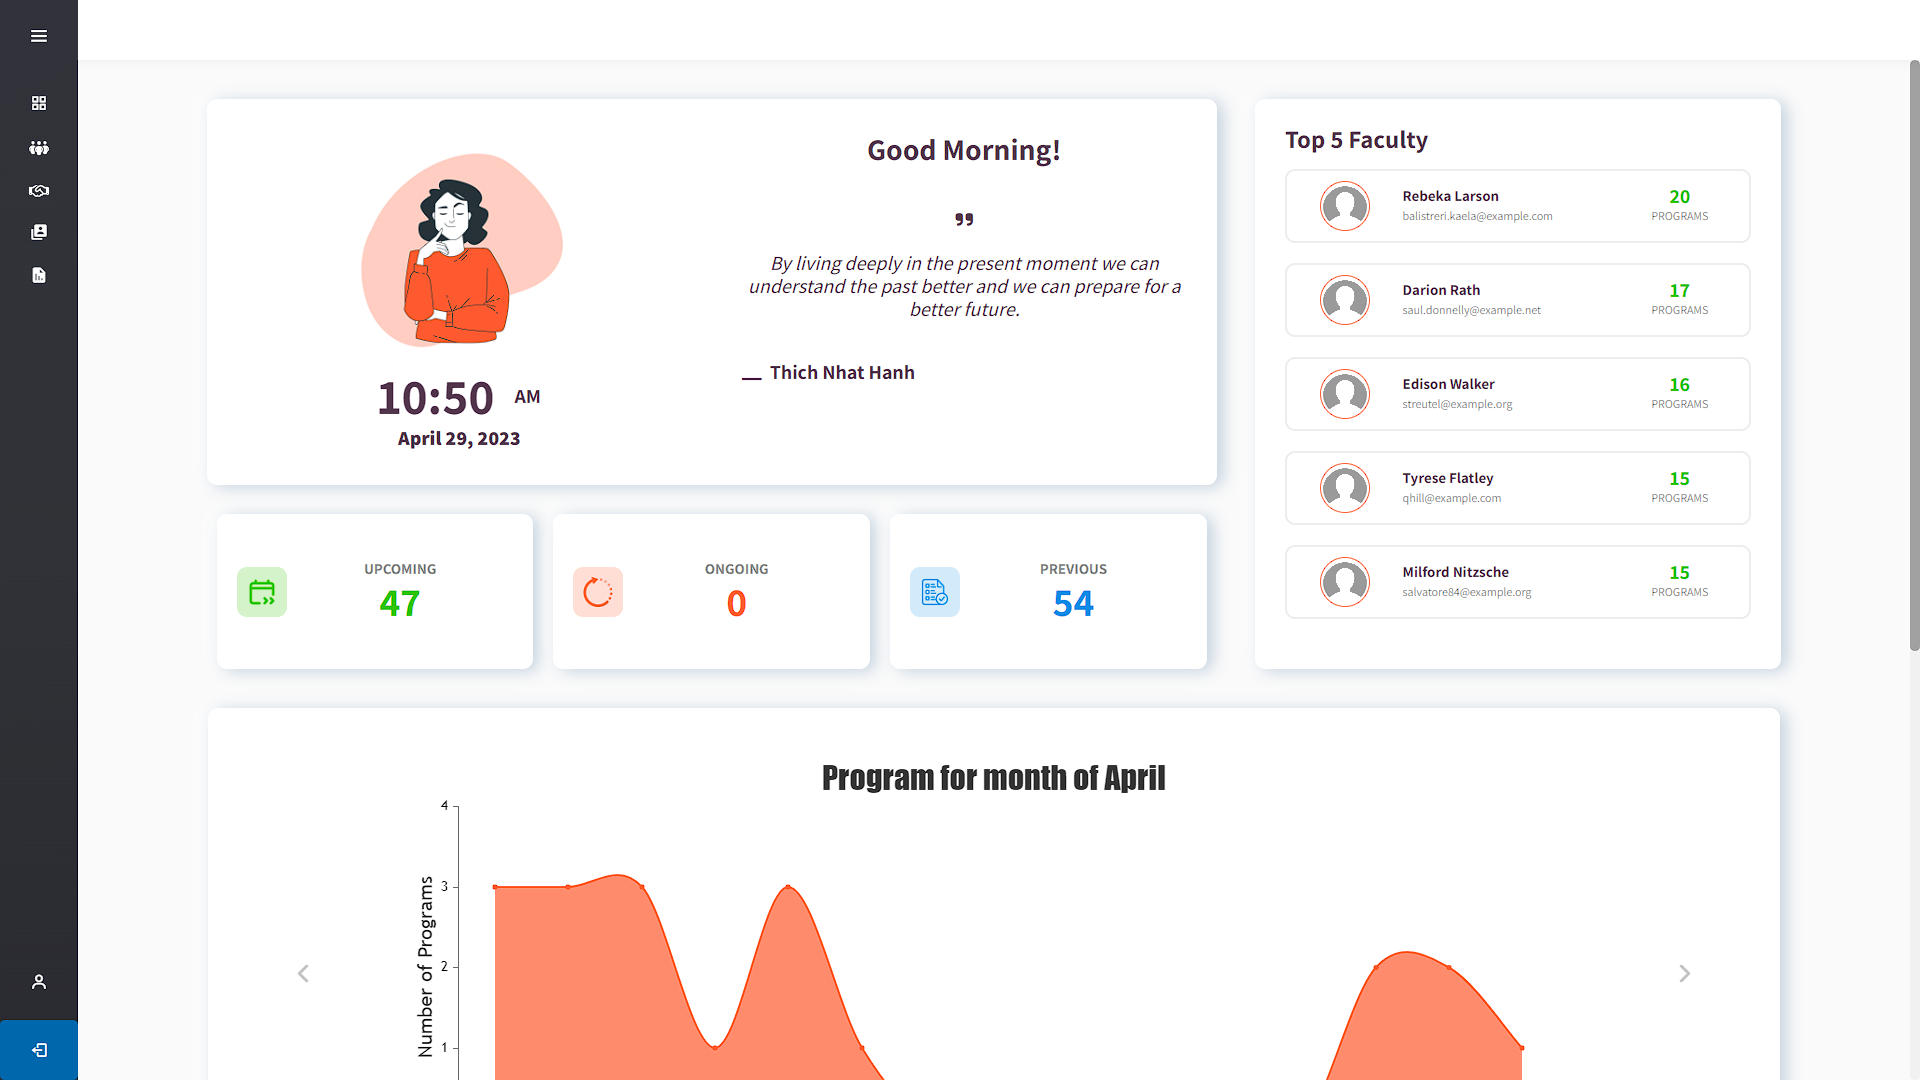 Good Morning!
❞
By living deeply in the present moment we can
understand the past better and we can prepare for a
better future.
Thich Nhat Hanh
10:50 AM
April 29, 2023
Top 5 Faculty
Rebeka Larson
balistreri.kaela@example.com
20
PROGRAMS
Darion Rath
saul.donnelly@example.net
17
PROGRAMS
Edison Walker
streutel@example.org
16
PROGRAMS
Tyrese Flatley
qhill@example.com
15
PROGRAMS
Milford Nitzsche
salvatore84@example.org
15
PROGRAMS
UPCOMING
47
ONGOING
0
PREVIOUS
54
Program for month of April
Number of Programs
4
3
2
1